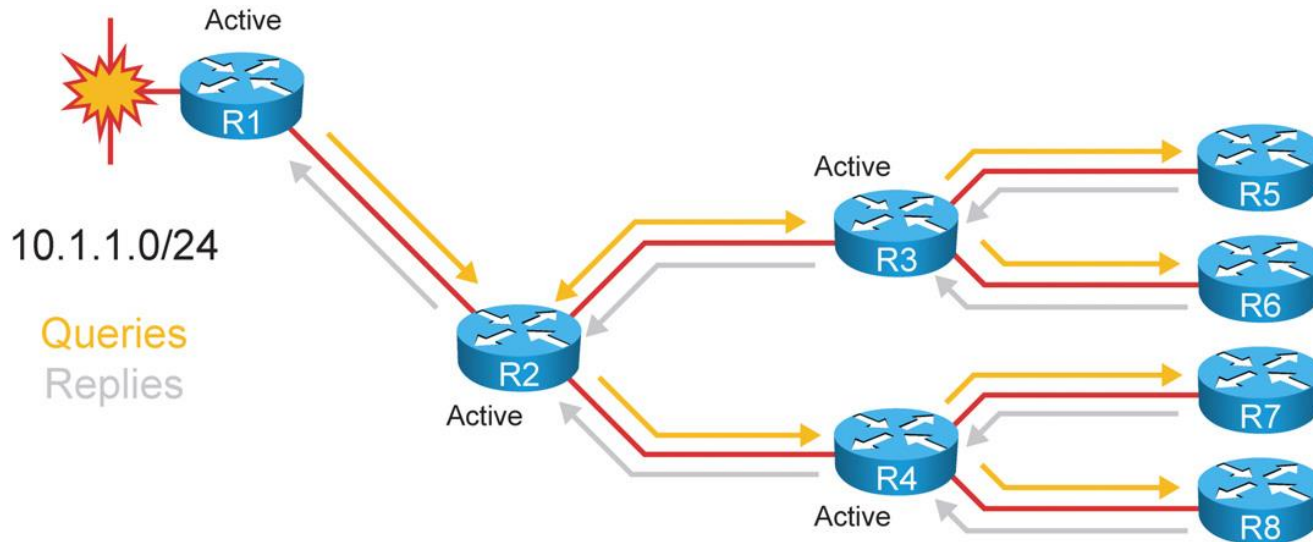 Active
R1
10.1.1.0/24
Queries
Replies
R2
Active
Active
R3
R4
Active
R5
R6
R7
R8